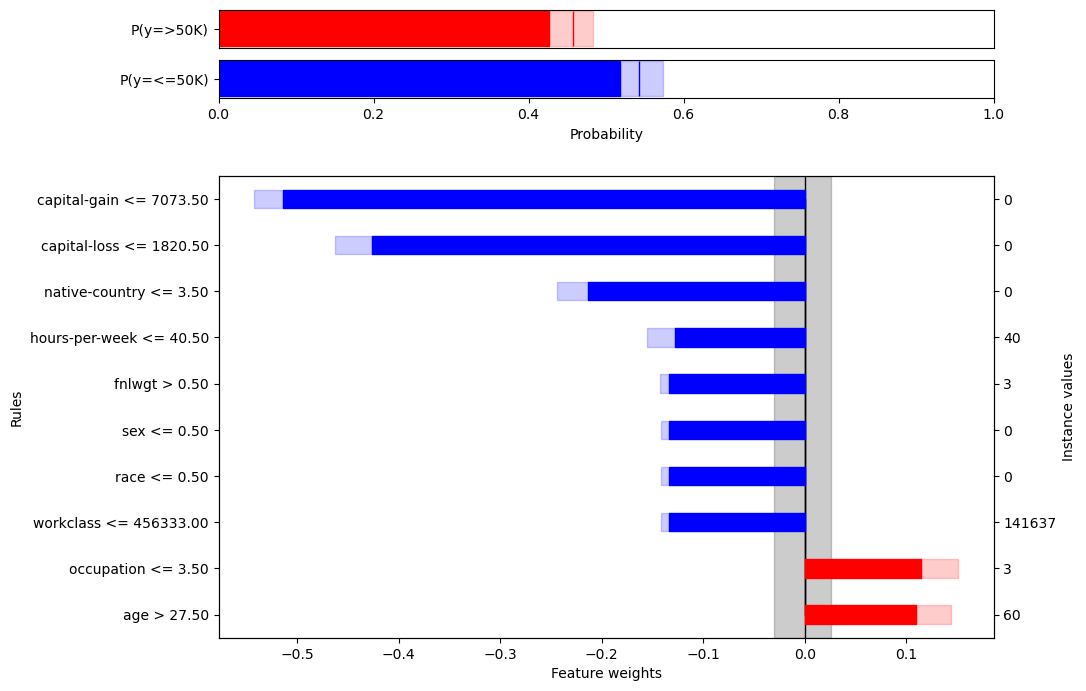 P(y=>50K)
P(y=<=50K)
0.0 0.2 0.4 0.6 0.8 1.0
Probability
capital-gain <= 7073.50 0
capital-loss <= 1820.50 0
native-country <= 3.50 0
hours-per-week <= 40.50 40
fnlwgt > 0.50 3
sex <= 0.50 0
race <= 0.50 0
workclass <= 456333.00 141637
occupation <= 3.50 3
age > 27.50 60
Rules
Instance values
−0.5 −0.4 −0.3 −0.2 −0.1 0.0 0.1
Feature weights